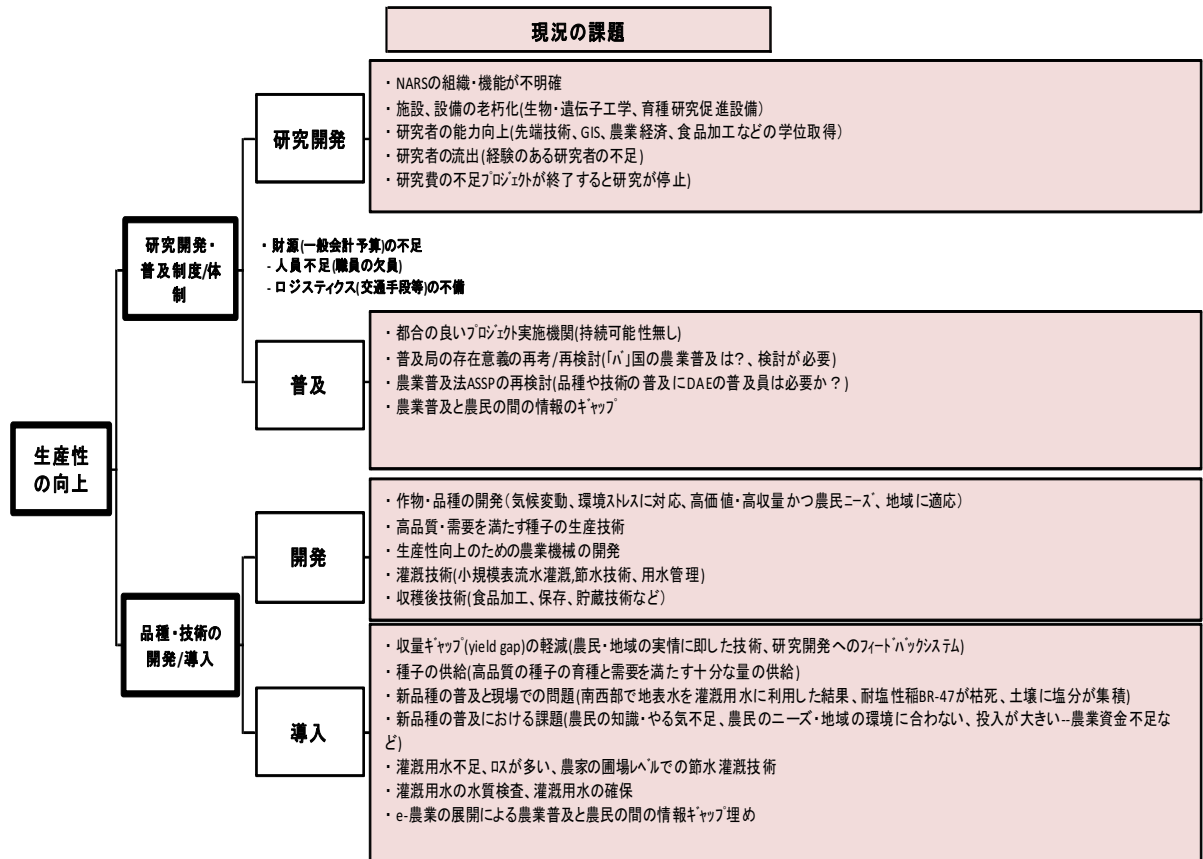 現況の課題
研究開発
・ NARSの組織・機能が不明確
・ 施設、設備の老朽化(生物・遺伝子工学、育種研究促進設備)
・ 研究者の能力向上(先端技術、GIS、農業経済、食品加工などの学位取得)
・ 研究者の流出(経験のある研究者の不足)
・ 研究費の不足ﾌﾟﾛｼﾞｪｸﾄが終了すると研究が停止)
研究開発・
普及制度/体
制
・ 財源(一般会計予算)の不足
- 人員不足(職員の欠員)
- ロジスティクス(交通手段等)の不備
普及
・ 都合の良いﾌﾟﾛｼﾞｪｸﾄ実施機関(持続可能性無し)
・ 普及局の存在意義の再考/再検討(｢バ｣国の農業普及は?、検討が必要)
・ 農業普及法ASSPの再検討(品種や技術の普及にDAEの普及員は必要か?)
・ 農業普及と農民の間の情報のｷﾞｬｯﾌﾟ
生産性
の向上
開発
・ 作物・品種の開発(気候変動、環境ｽﾄﾚｽに対応、高価値・高収量かつ農民ﾆｰｽﾞ、地域に適応)
・ 高品質・需要を満たす種子の生産技術
・ 生産性向上のための農業機械の開発
・ 灌漑技術(小規模表流水灌漑,節水技術、用水管理)
・ 収穫後技術(食品加工、保存、貯蔵技術など)
品種・技術の
開発/導入
導入
・ 収量ｷﾞｬｯﾌﾟ(yield gap)の軽減(農民・地域の実情に即した技術、研究開発へのﾌｨｰﾄﾞﾊﾞｯｸｼｽﾃﾑ)
・ 種子の供給(高品質の種子の育種と需要を満たす十分な量の供給)
・ 新品種の普及と現場での問題(南西部で地表水を灌漑用水に利用した結果、耐塩性稲BR-47が枯死、土壌に塩分が集積)
・ 新品種の普及における課題(農民の知識・やる気不足、農民のニーズ・地域の環境に合わない、投入が大きい--農業資金不足な
ど)
・ 灌漑用水不足、ﾛｽが多い、農家の圃場ﾚﾍﾞﾙでの節水灌漑技術
・ 灌漑用水の水質検査、灌漑用水の確保
・ e-農業の展開による農業普及と農民の間の情報ｷﾞｬｯﾌﾟ埋め